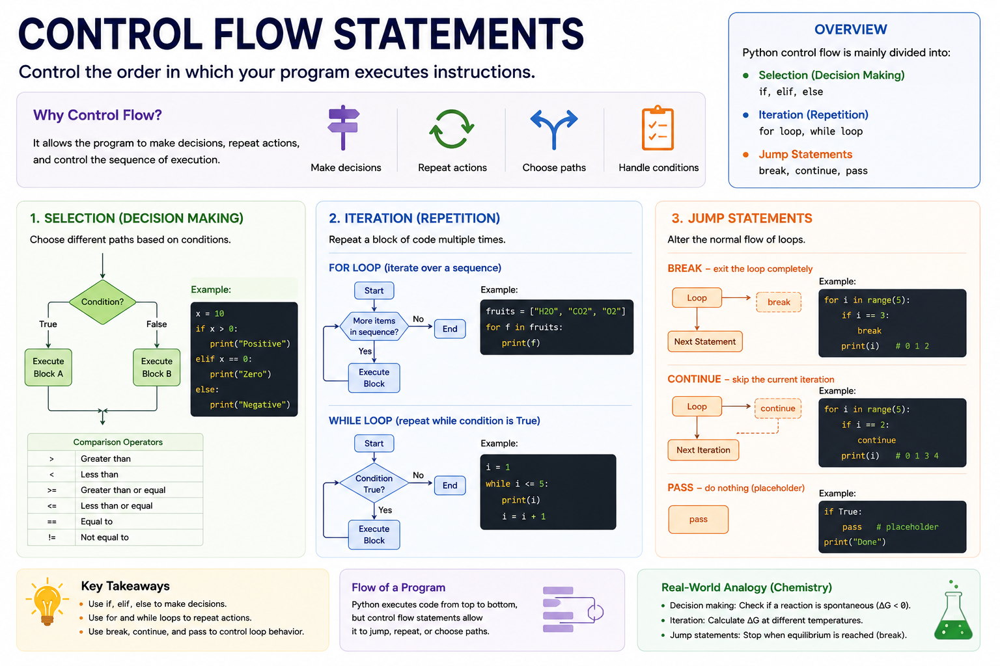 CONTROL FLOW STATEMENTS
Control the order in which your program executes instructions.
Why Control Flow?
It allows the program to make decisions, repeat actions,
and control the sequence of execution.
Make decisions
Repeat actions
Choose paths
Handle conditions
OVERVIEW
Python control flow is mainly divided into:
• Selection (Decision Making)
if, elif, else
• Iteration (Repetition)
for loop, while loop
• Jump Statements
break, continue, pass
1. SELECTION (DECISION MAKING)
Choose different paths based on conditions.
Condition?
True
False
Execute
Block A
Execute
Block B
Example:
x = 10
if x > 0:
    print("Positive")
elif x == 0:
    print("Zero")
else:
    print("Negative")
Comparison Operators
> Greater than
< Less than
>= Greater than or equal
<= Less than or equal
== Equal to
!= Not equal to
2. ITERATION (REPETITION)
Repeat a block of code multiple times.
FOR LOOP (iterate over a sequence)
Start
More items
in sequence?
No
End
Yes
Execute
Block
Example:
fruits = ["H2O", "CO2", "O2"]
for f in fruits:
    print(f)
WHILE LOOP (repeat while condition is True)
Start
Condition
True?
No
End
Yes
Execute
Block
Example:
i = 1
while i <= 5:
    print(i)
    i = i + 1
3. JUMP STATEMENTS
Alter the normal flow of loops.
BREAK – exit the loop completely
Loop
break
Next Statement
Example:
for i in range(5):
    if i == 3:
        break
    print(i)   # 0 1 2
CONTINUE – skip the current iteration
Loop
continue
Next Iteration
Example:
for i in range(5):
    if i == 2:
        continue
    print(i)   # 0 1 3 4
PASS – do nothing (placeholder)
pass
Example:
if True:
    pass   # placeholder
print("Done")
Key Takeaways
• Use if, elif, else to make decisions.
• Use for and while loops to repeat actions.
• Use break, continue, and pass to control loop behavior.
Flow of a Program
Python executes code from top to bottom,
but control flow statements allow
it to jump, repeat, or choose paths.
Real-World Analogy (Chemistry)
• Decision making: Check if a reaction is spontaneous (ΔG < 0).
• Iteration: Calculate ΔG at different temperatures.
• Jump statements: Stop when equilibrium is reached (break).